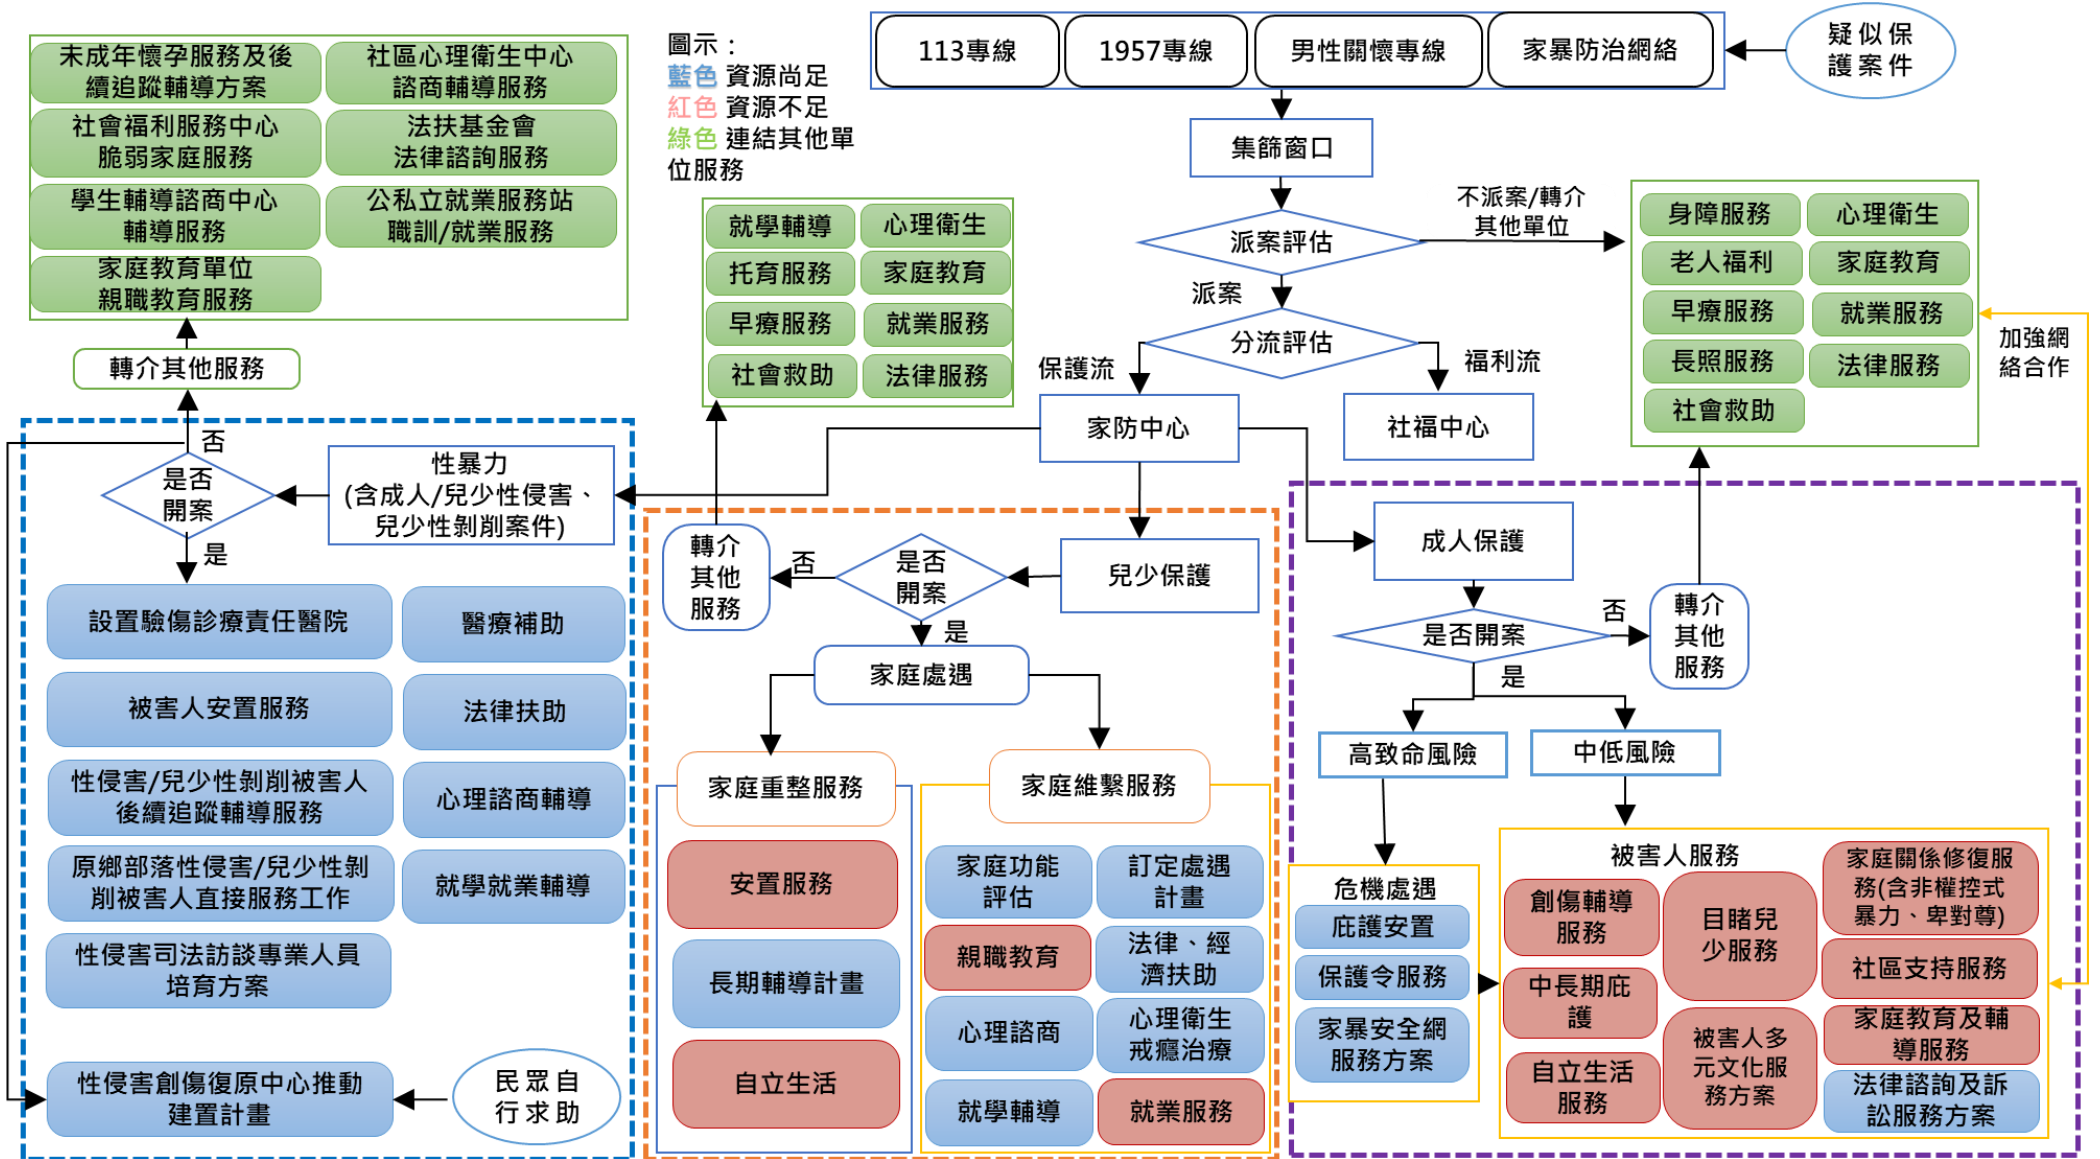 圖示：
藍色 資源尚足
紅色 資源不足
綠色 連結其他單
位服務
疑似保
護案件
113專線
1957專線
男性關懷專線
家暴防治網絡
集篩窗口
派案評估
不派案/轉介
其他單位
派案
分流評估
保護流
福利流
家防中心
社福中心
身障服務
心理衛生
老人福利
家庭教育
早療服務
就業服務
長照服務
法律服務
社會救助
加強網
絡合作
未成年懷孕服務及後
續追蹤輔導方案
社區心理衛生中心
諮商輔導服務
社會福利服務中心
脆弱家庭服務
法扶基金會
法律諮詢服務
學生輔導諮商中心
輔導服務
公私立就業服務站
職訓/就業服務
家庭教育單位
親職教育服務
轉介其他服務
否
是否
開案
是
性暴力
(含成人/兒少性侵害、
兒少性剝削案件)
設置驗傷診療責任醫院
醫療補助
被害人安置服務
法律扶助
性侵害/兒少性剝削被害人
後續追蹤輔導服務
心理諮商輔導
原鄉部落性侵害/兒少性剝
削被害人直接服務工作
就學就業輔導
性侵害司法訪談專業人員
培育方案
性侵害創傷復原中心推動
建置計畫
民眾自
行求助
就學輔導
心理衛生
托育服務
家庭教育
早療服務
就業服務
社會救助
法律服務
轉介
其他
服務
否
是否
開案
兒少保護
是
家庭處遇
家庭重整服務
安置服務
長期輔導計畫
自立生活
家庭維繫服務
家庭功能
評估
訂定處遇
計畫
親職教育
法律、經
濟扶助
心理諮商
心理衛生
戒癮治療
就學輔導
就業服務
成人保護
是否開案
否
轉介
其他
服務
是
高致命風險
中低風險
危機處遇
庇護安置
保護令服務
家暴安全網
服務方案
被害人服務
創傷輔導
服務
目睹兒
少服務
家庭關係修復服
務(含非權控式
暴力、卑對尊)
中長期庇
護
社區支持服務
自立生活
服務
被害人多
元文化服
務方案
家庭教育及輔
導服務
法律諮詢及訴
訟服務方案